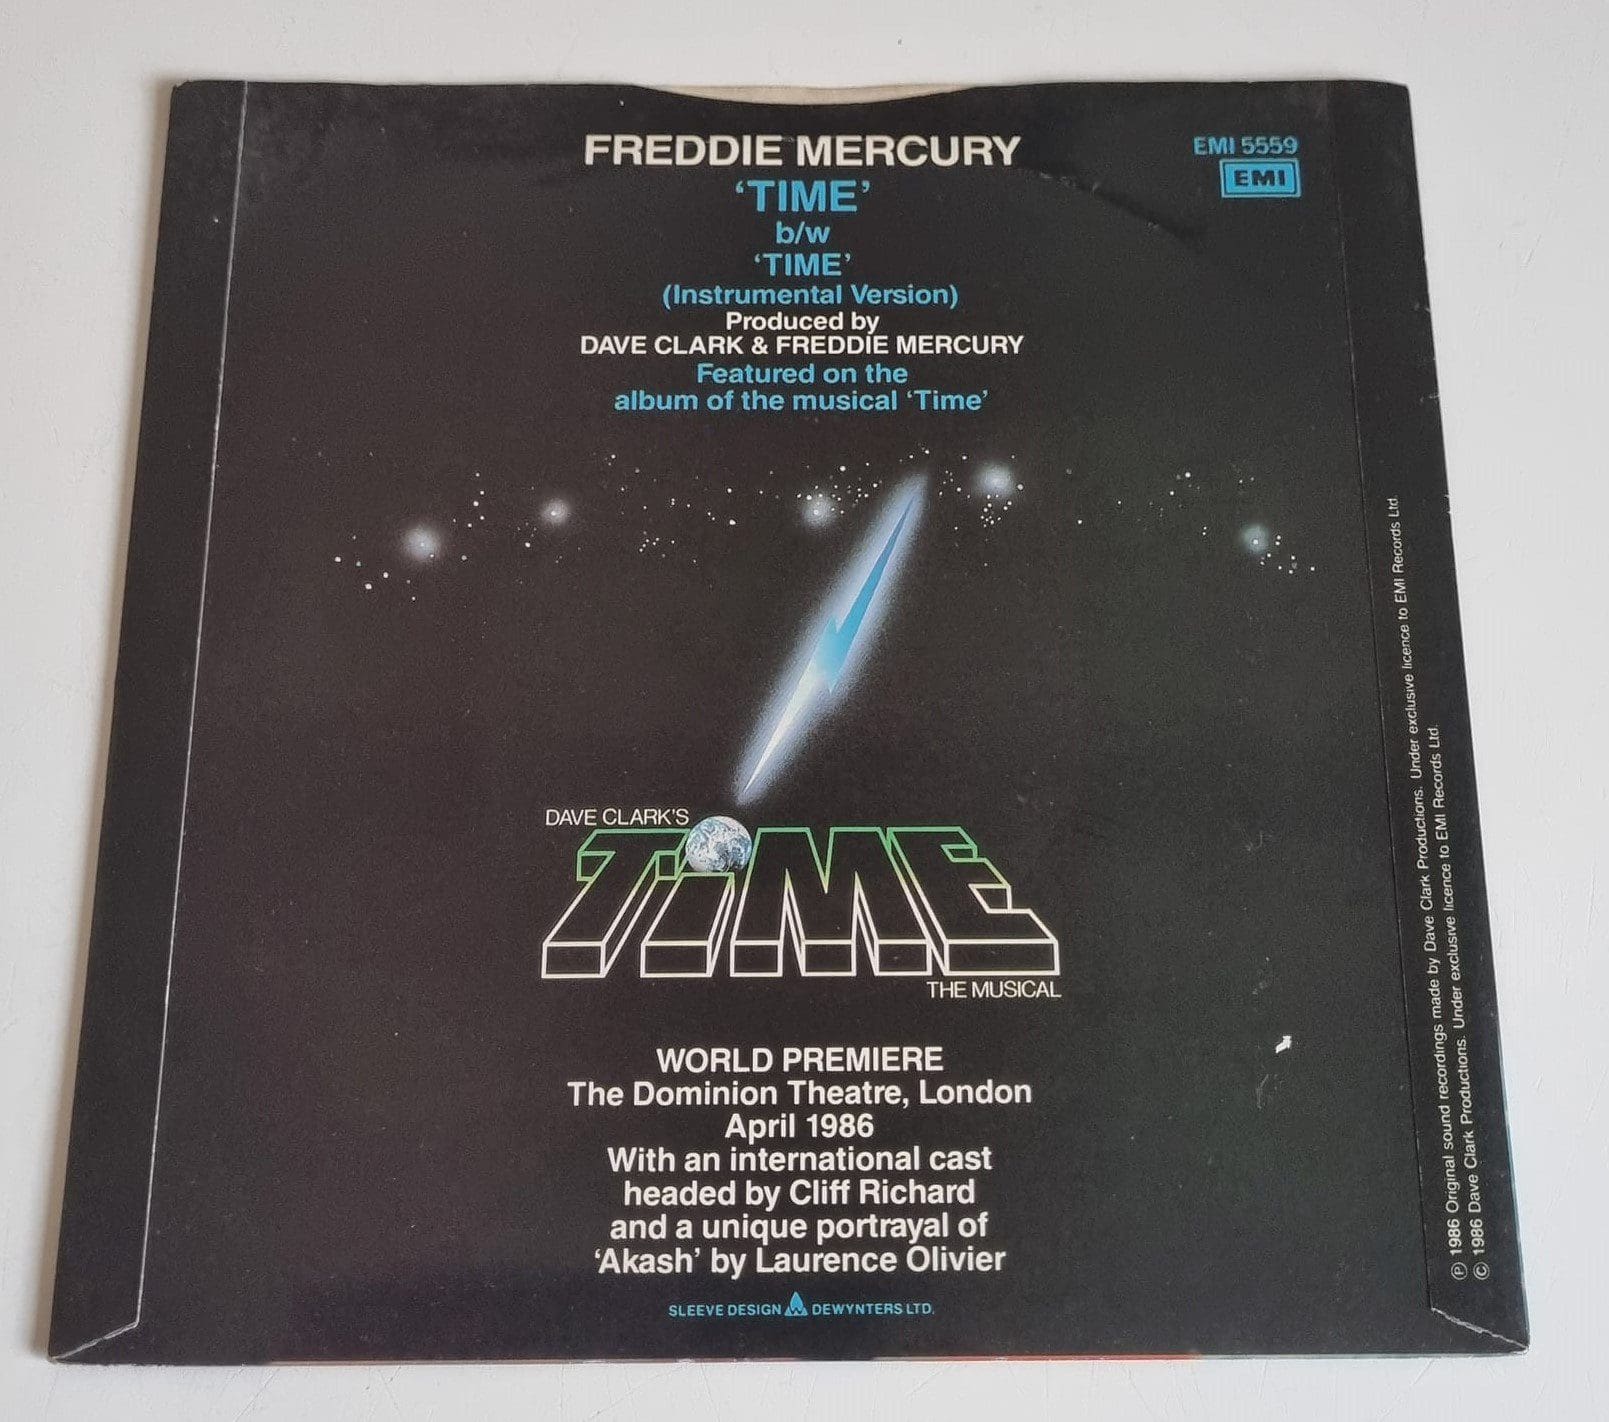 FREDDIE MERCURY
EMI 5559
EMI
‘TIME’
b/w
‘TIME’
(Instrumental Version)
Produced by
DAVE CLARK & FREDDIE MERCURY
Featured on the
album of the musical ‘Time’
DAVE CLARK'S
TiME
THE MUSICAL
WORLD PREMIERE
The Dominion Theatre, London
April 1986
With an international cast
headed by Cliff Richard
and a unique portrayal of
‘Akash’ by Laurence Olivier
SLEEVE DESIGN DEWYNTERS LTD.
℗ 1986 Original sound recordings made by Dave Clark Productions. Under exclusive licence to EMI Records Ltd.
© 1986 Dave Clark Productions. Under exclusive licence to EMI Records Ltd.